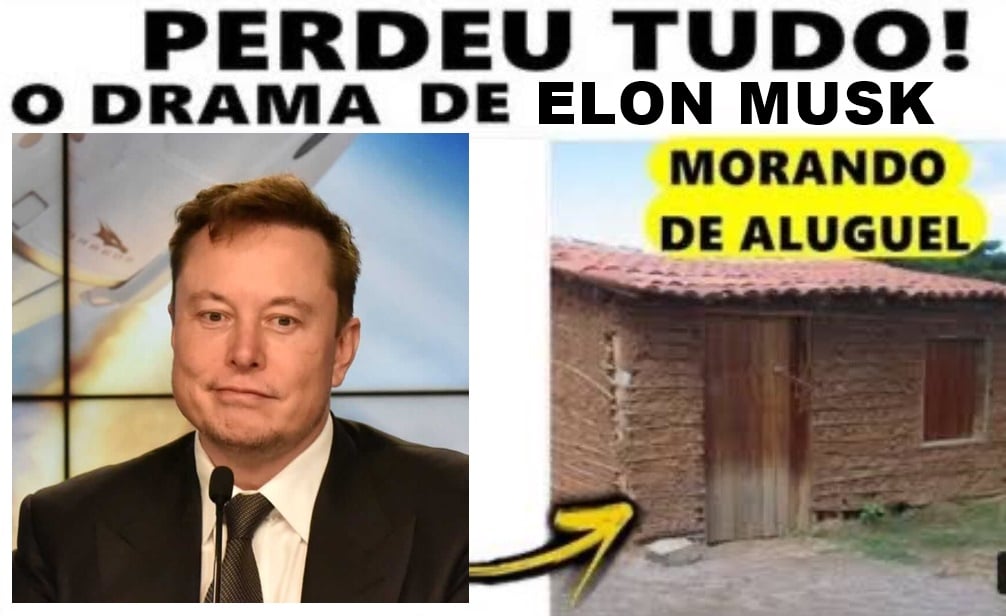 PERDEU TUDO!
O DRAMA DE ELON MUSK
MORANDO
DE ALUGUEL